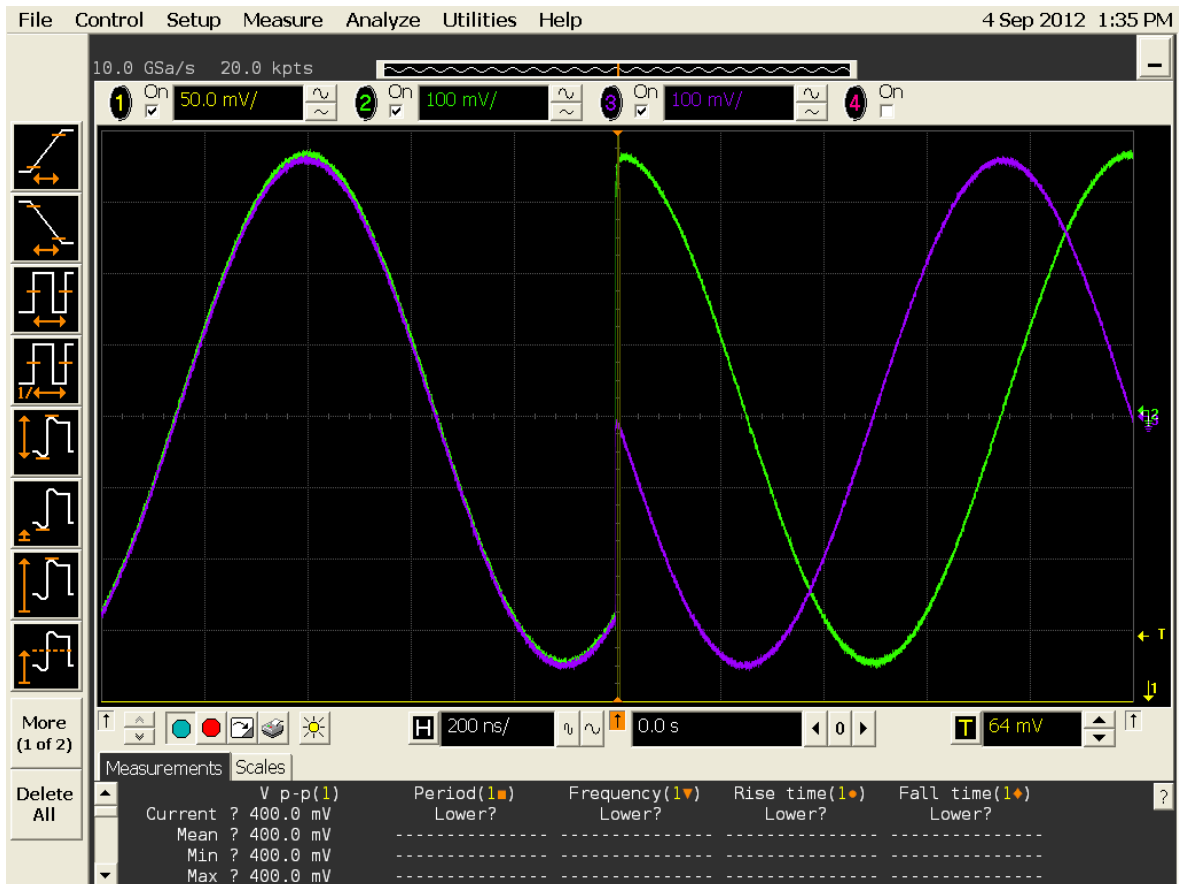 File Control Setup Measure Analyze Utilities Help 4 Sep 2012 1:35 PM
10.0 GSa/s 20.0 kpts
1 On 50.0 mV/ 2 On 100 mV/ 3 On 100 mV/ 4 On
1/
2
3
T
1
More
(1 of 2)
H 200 ns/ 0.0 s 0 T 64 mV
Measurements Scales
Delete
All
V p-p(1) Period(1■) Frequency(1▼) Rise time(1●) Fall time(1◆) ?
Current ? 400.0 mV Lower? Lower? Lower? Lower?
Mean ? 400.0 mV --------------- --------------- --------------- ---------------
Min ? 400.0 mV --------------- --------------- --------------- ---------------
Max ? 400.0 mV --------------- --------------- --------------- ---------------